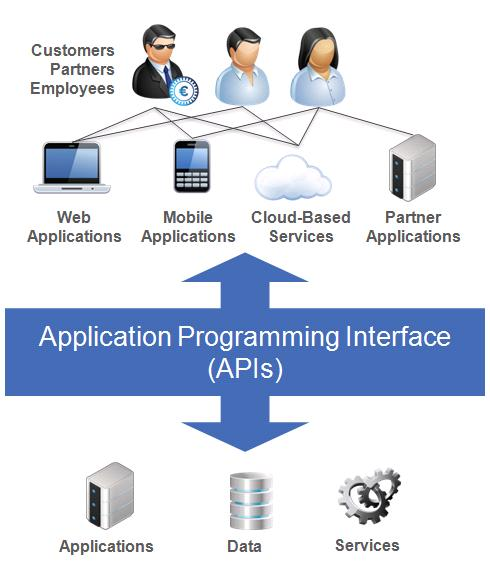 Customers
Partners
Employees
€
Web
Applications
Mobile
Applications
Cloud-Based
Services
Partner
Applications
Application Programming Interface
(APIs)
Applications
Data
Services